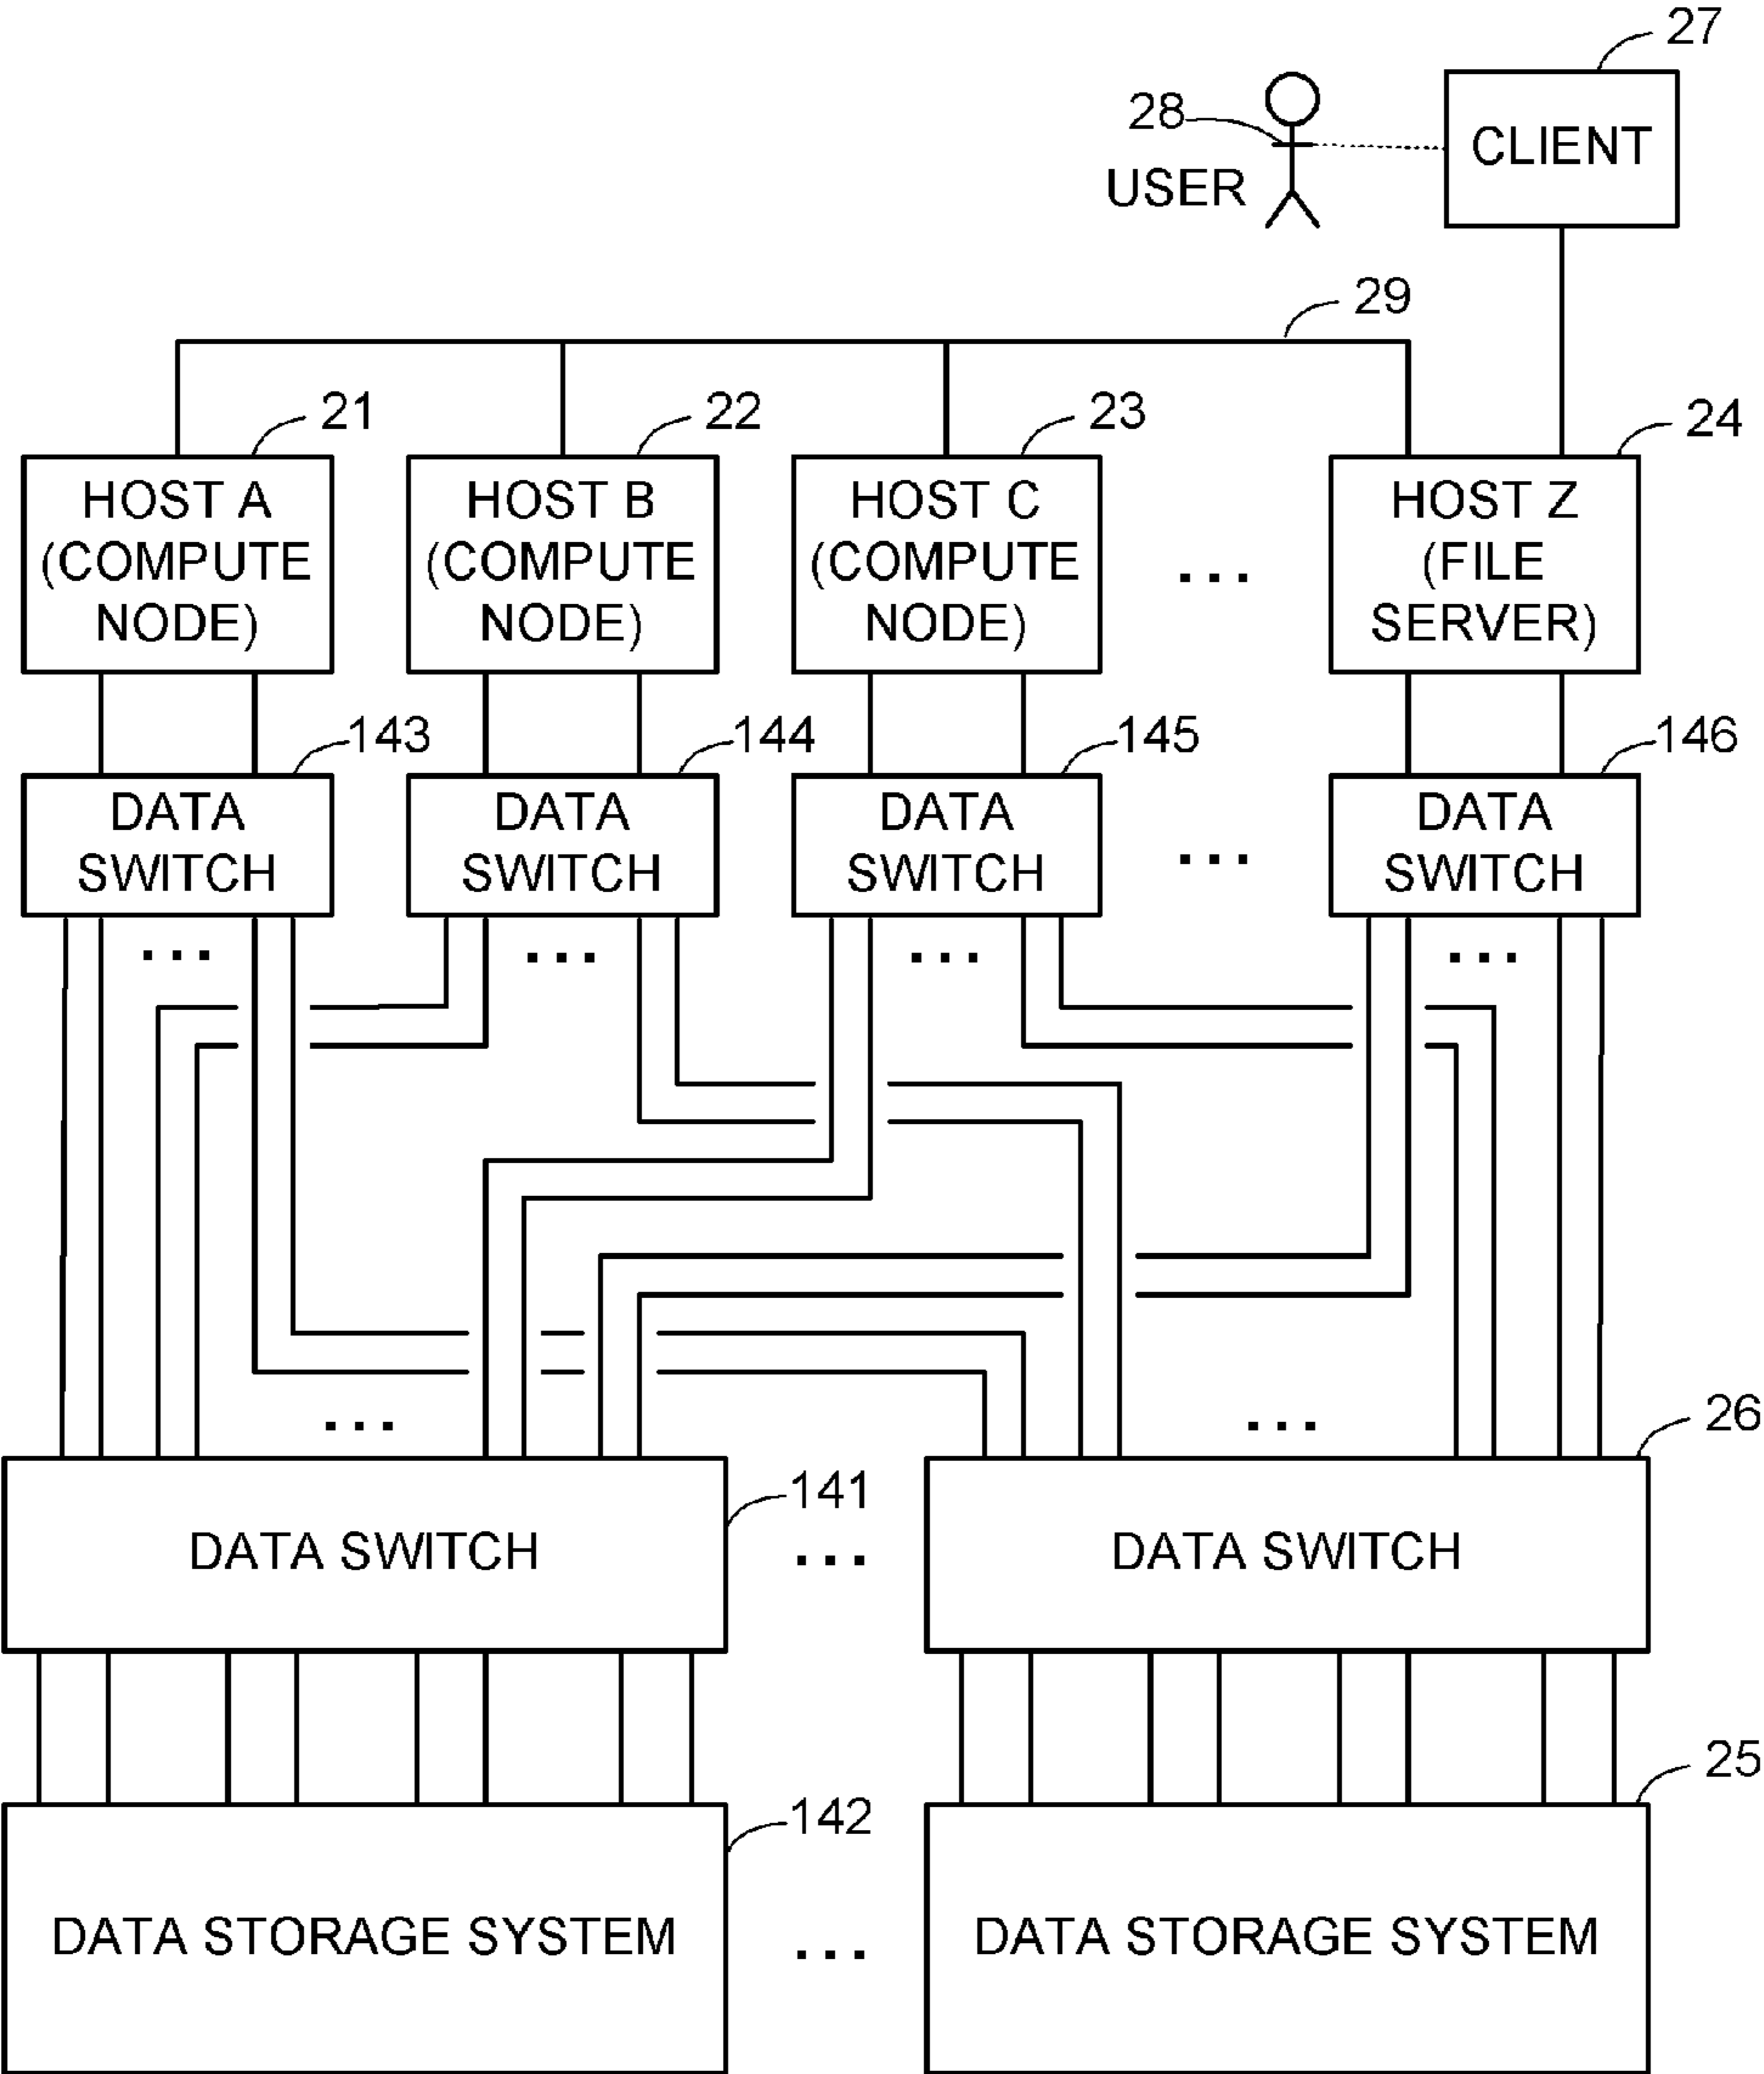 27
28
CLIENT
USER
29
21
22
23
24
HOST A
(COMPUTE
NODE)
HOST B
(COMPUTE
NODE)
HOST C
(COMPUTE
NODE)
...
HOST Z
(FILE
SERVER)
143
144
145
146
DATA
SWITCH
DATA
SWITCH
DATA
SWITCH
...
DATA
SWITCH
...
...
...
...
...
...
26
141
DATA SWITCH
...
DATA SWITCH
25
142
DATA STORAGE SYSTEM
...
DATA STORAGE SYSTEM